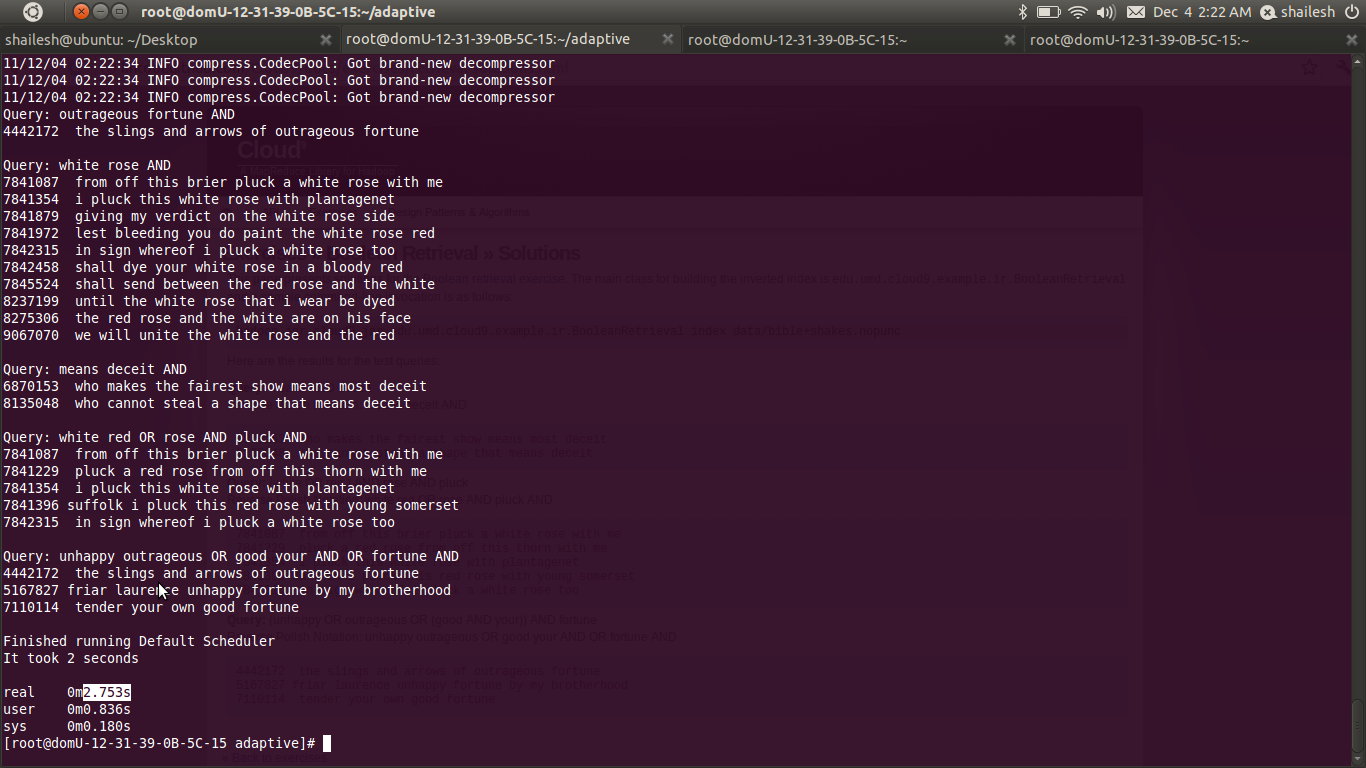 root@domU-12-31-39-0B-5C-15:~/adaptive
Dec 4 2:22 AM shailesh
shailesh@ubuntu: ~/Desktop
root@domU-12-31-39-0B-5C-15:~/adaptive
root@domU-12-31-39-0B-5C-15:~
root@domU-12-31-39-0B-5C-15:~
11/12/04 02:22:34 INFO compress.CodecPool: Got brand-new decompressor
11/12/04 02:22:34 INFO compress.CodecPool: Got brand-new decompressor
11/12/04 02:22:34 INFO compress.CodecPool: Got brand-new decompressor
Query: outrageous fortune AND
4442172 the slings and arrows of outrageous fortune
Query: white rose AND
7841087 from off this brier pluck a white rose with me
7841354 i pluck this white rose with plantagenet
7841879 giving my verdict on the white rose side
7841972 lest bleeding you do paint the white rose red
7842315 in sign whereof i pluck a white rose too
7842458 shall dye your white rose in a bloody red
7845524 shall send between the red rose and the white
8237199 until the white rose that i wear be dyed
8275306 the red rose and the white are on his face
9067070 we will unite the white rose and the red
Query: means deceit AND
6870153 who makes the fairest show means most deceit
8135048 who cannot steal a shape that means deceit
Query: white red OR rose AND pluck AND
7841087 from off this brier pluck a white rose with me
7841229 pluck a red rose from off this thorn with me
7841354 i pluck this white rose with plantagenet
7841396 suffolk i pluck this red rose with young somerset
7842315 in sign whereof i pluck a white rose too
Query: unhappy outrageous OR good your AND OR fortune AND
4442172 the slings and arrows of outrageous fortune
5167827 friar laurence unhappy fortune by my brotherhood
7110114 tender your own good fortune
Finished running Default Scheduler
It took 2 seconds
real 0m2.753s
user 0m0.836s
sys 0m0.180s
[root@domU-12-31-39-0B-5C-15 adaptive]#